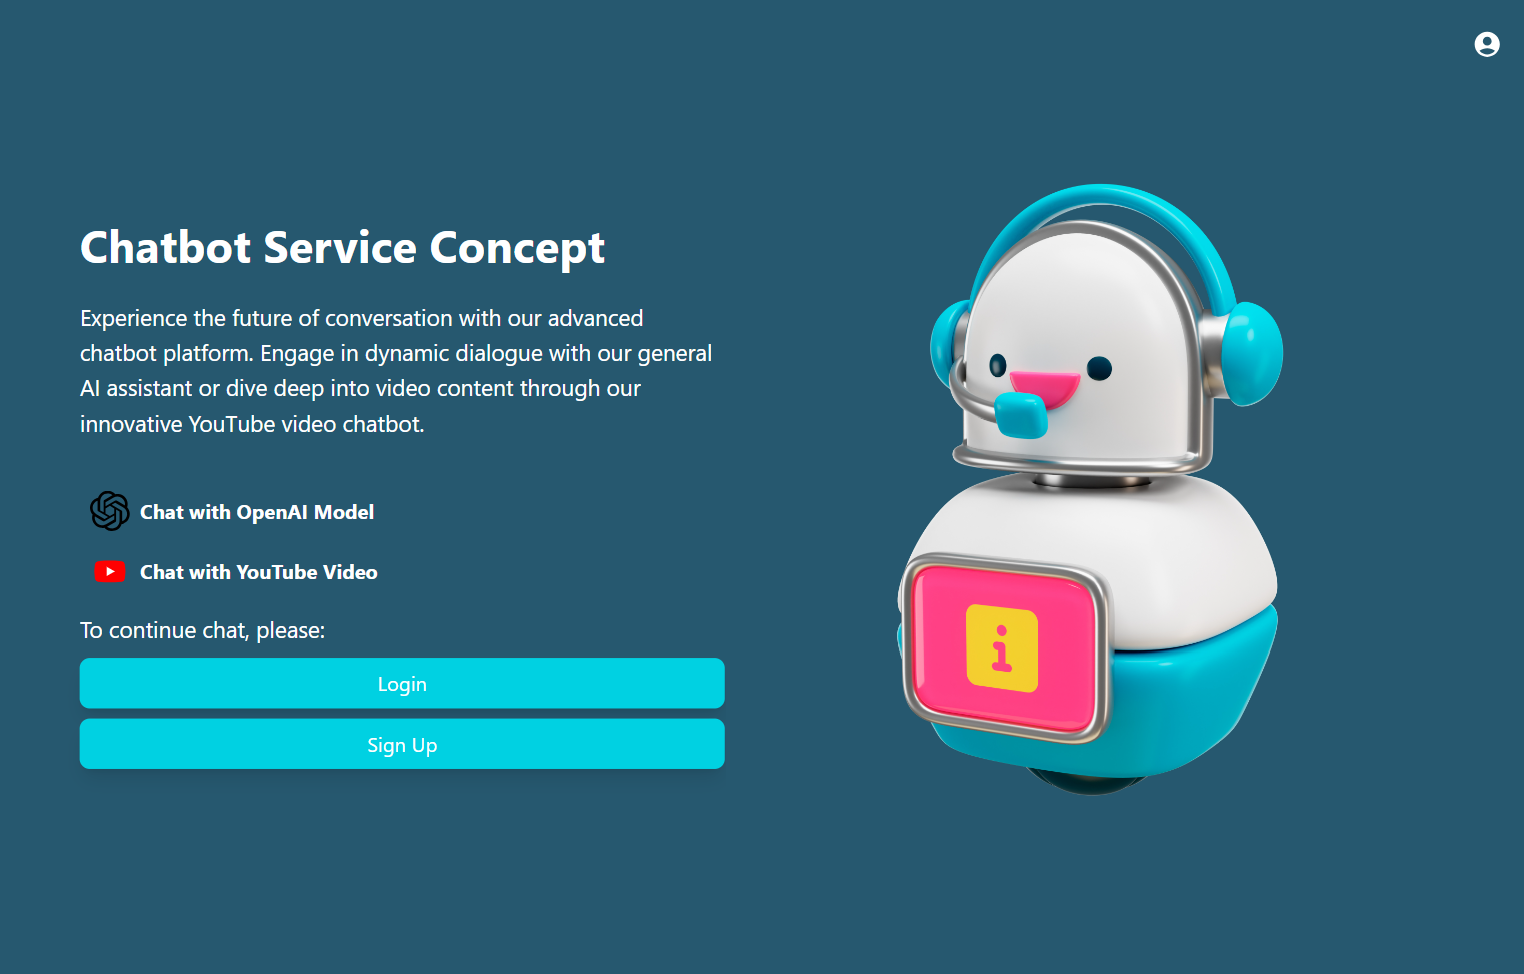 Chatbot Service Concept
Experience the future of conversation with our advanced
chatbot platform. Engage in dynamic dialogue with our general
AI assistant or dive deep into video content through our
innovative YouTube video chatbot.
Chat with OpenAI Model
Chat with YouTube Video
To continue chat, please:
Login
Sign Up
i